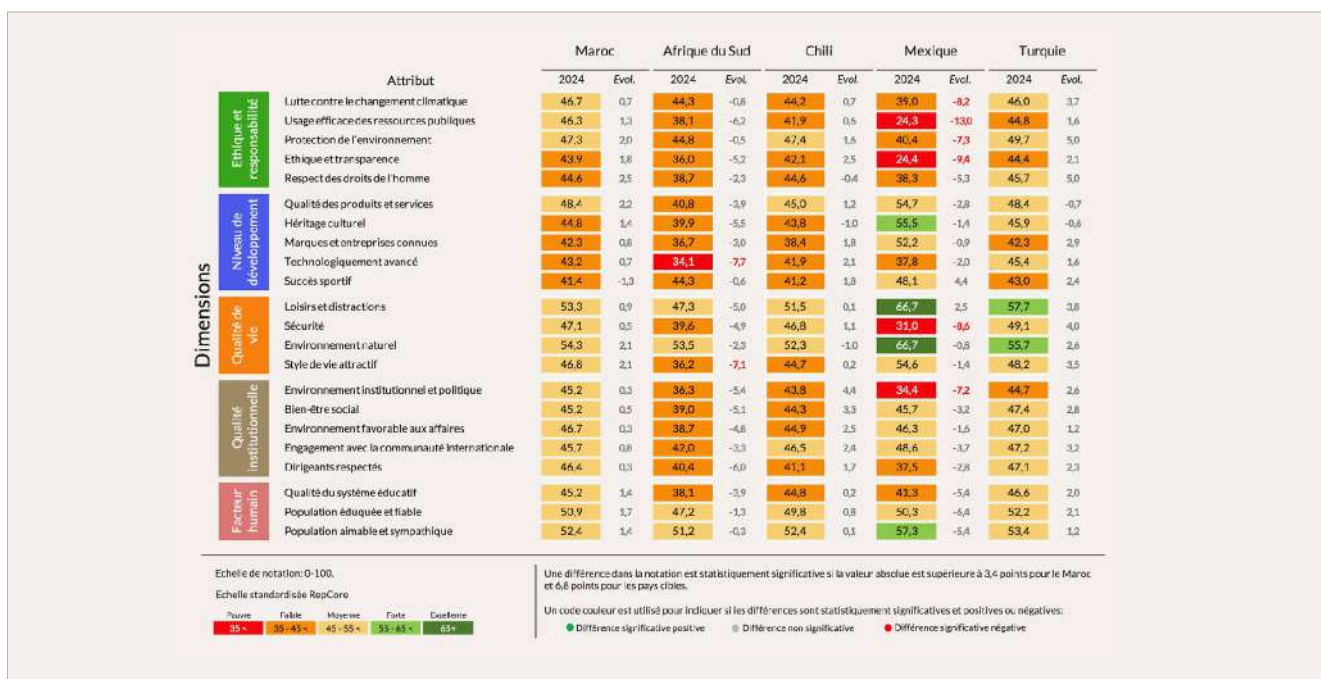 Maroc Afrique du Sud Chili Mexique Turquie
Attribut 2024 Evol. 2024 Evol. 2024 Evol. 2024 Evol. 2024 Evol.
Dimensions
Ethique et responsabilité
Lutte contre le changement climatique 46,7 0,7 44,3 -0,8 44,2 0,7 39,0 -8,2 46,0 3,7
Usage efficace des ressources publiques 46,3 1,3 38,1 -6,2 41,9 0,6 24,3 -13,0 44,8 1,6
Protection de l'environnement 47,3 2,0 44,8 -0,5 47,4 1,6 40,4 -7,3 49,7 5,0
Ethique et transparence 43,9 1,8 36,0 -5,2 42,1 2,5 24,4 -9,4 44,4 2,1
Respect des droits de l'homme 44,6 2,5 38,7 -2,3 44,6 -0,4 38,3 -5,3 45,7 5,0
Niveau de développement
Qualité des produits et services 48,4 2,2 40,8 -3,9 45,0 1,2 54,7 -2,8 48,4 -0,7
Héritage culturel 44,8 1,4 39,9 -5,5 43,8 -1,0 55,5 -1,4 45,9 -0,6
Marques et entreprises connues 42,3 0,8 36,7 -3,0 38,4 1,8 52,2 -0,9 42,3 2,9
Technologiquement avancé 43,2 0,7 34,1 -7,7 41,9 2,1 37,8 -2,0 45,4 1,6
Succès sportif 41,4 -1,3 44,3 -0,6 41,2 1,8 48,1 4,4 43,0 2,4
Qualité de vie
Loisirs et distractions 53,3 0,9 47,3 -5,0 51,5 0,1 66,7 2,5 57,7 3,8
Sécurité 47,1 0,5 39,6 -4,9 46,8 1,1 31,0 -8,6 49,1 4,0
Environnement naturel 54,3 2,1 53,5 -2,3 52,3 -1,0 66,7 -0,8 55,7 2,6
Style de vie attractif 46,8 2,1 36,2 -7,1 44,7 0,2 54,6 -1,4 48,2 3,5
Qualité institutionnelle
Environnement institutionnel et politique 45,2 0,3 36,3 -5,4 43,8 4,4 34,4 -7,2 44,7 2,6
Bien-être social 45,2 0,5 39,0 -5,1 44,3 3,3 45,7 -3,2 47,4 2,8
Environnement favorable aux affaires 46,7 0,3 38,7 -4,8 44,9 2,5 46,3 -1,6 47,0 1,2
Engagement avec la communauté internationale 45,7 0,8 42,0 -3,3 46,5 2,4 48,6 -3,7 47,2 3,2
Dirigeants respectés 46,4 0,3 40,4 -6,0 41,1 1,7 37,5 -2,8 47,1 2,3
Facteur humain
Qualité du système éducatif 45,2 1,4 38,1 -3,9 44,8 0,2 41,3 -5,4 46,6 2,0
Population éduquée et fiable 50,9 1,7 47,2 -1,3 49,8 0,8 50,3 -6,4 52,2 2,1
Population aimable et sympathique 52,4 1,4 51,2 -0,3 52,4 0,1 57,3 -5,4 53,4 1,2
Echelle de notation: 0-100.
Echelle standardisée RepCore
Pauvre Faible Moyenne Forte Excellente
35 < 35 - 45 < 45 - 55 < 55 - 65 < 65+
Une différence dans la notation est statistiquement significative si la valeur absolue est supérieure à 3,4 points pour le Maroc
et 6,8 points pour les pays cibles.
Un code couleur est utilisé pour indiquer si les différences sont statistiquement significatives et positives ou négatives:
Différence significative positive Différence non significative Différence significative négative